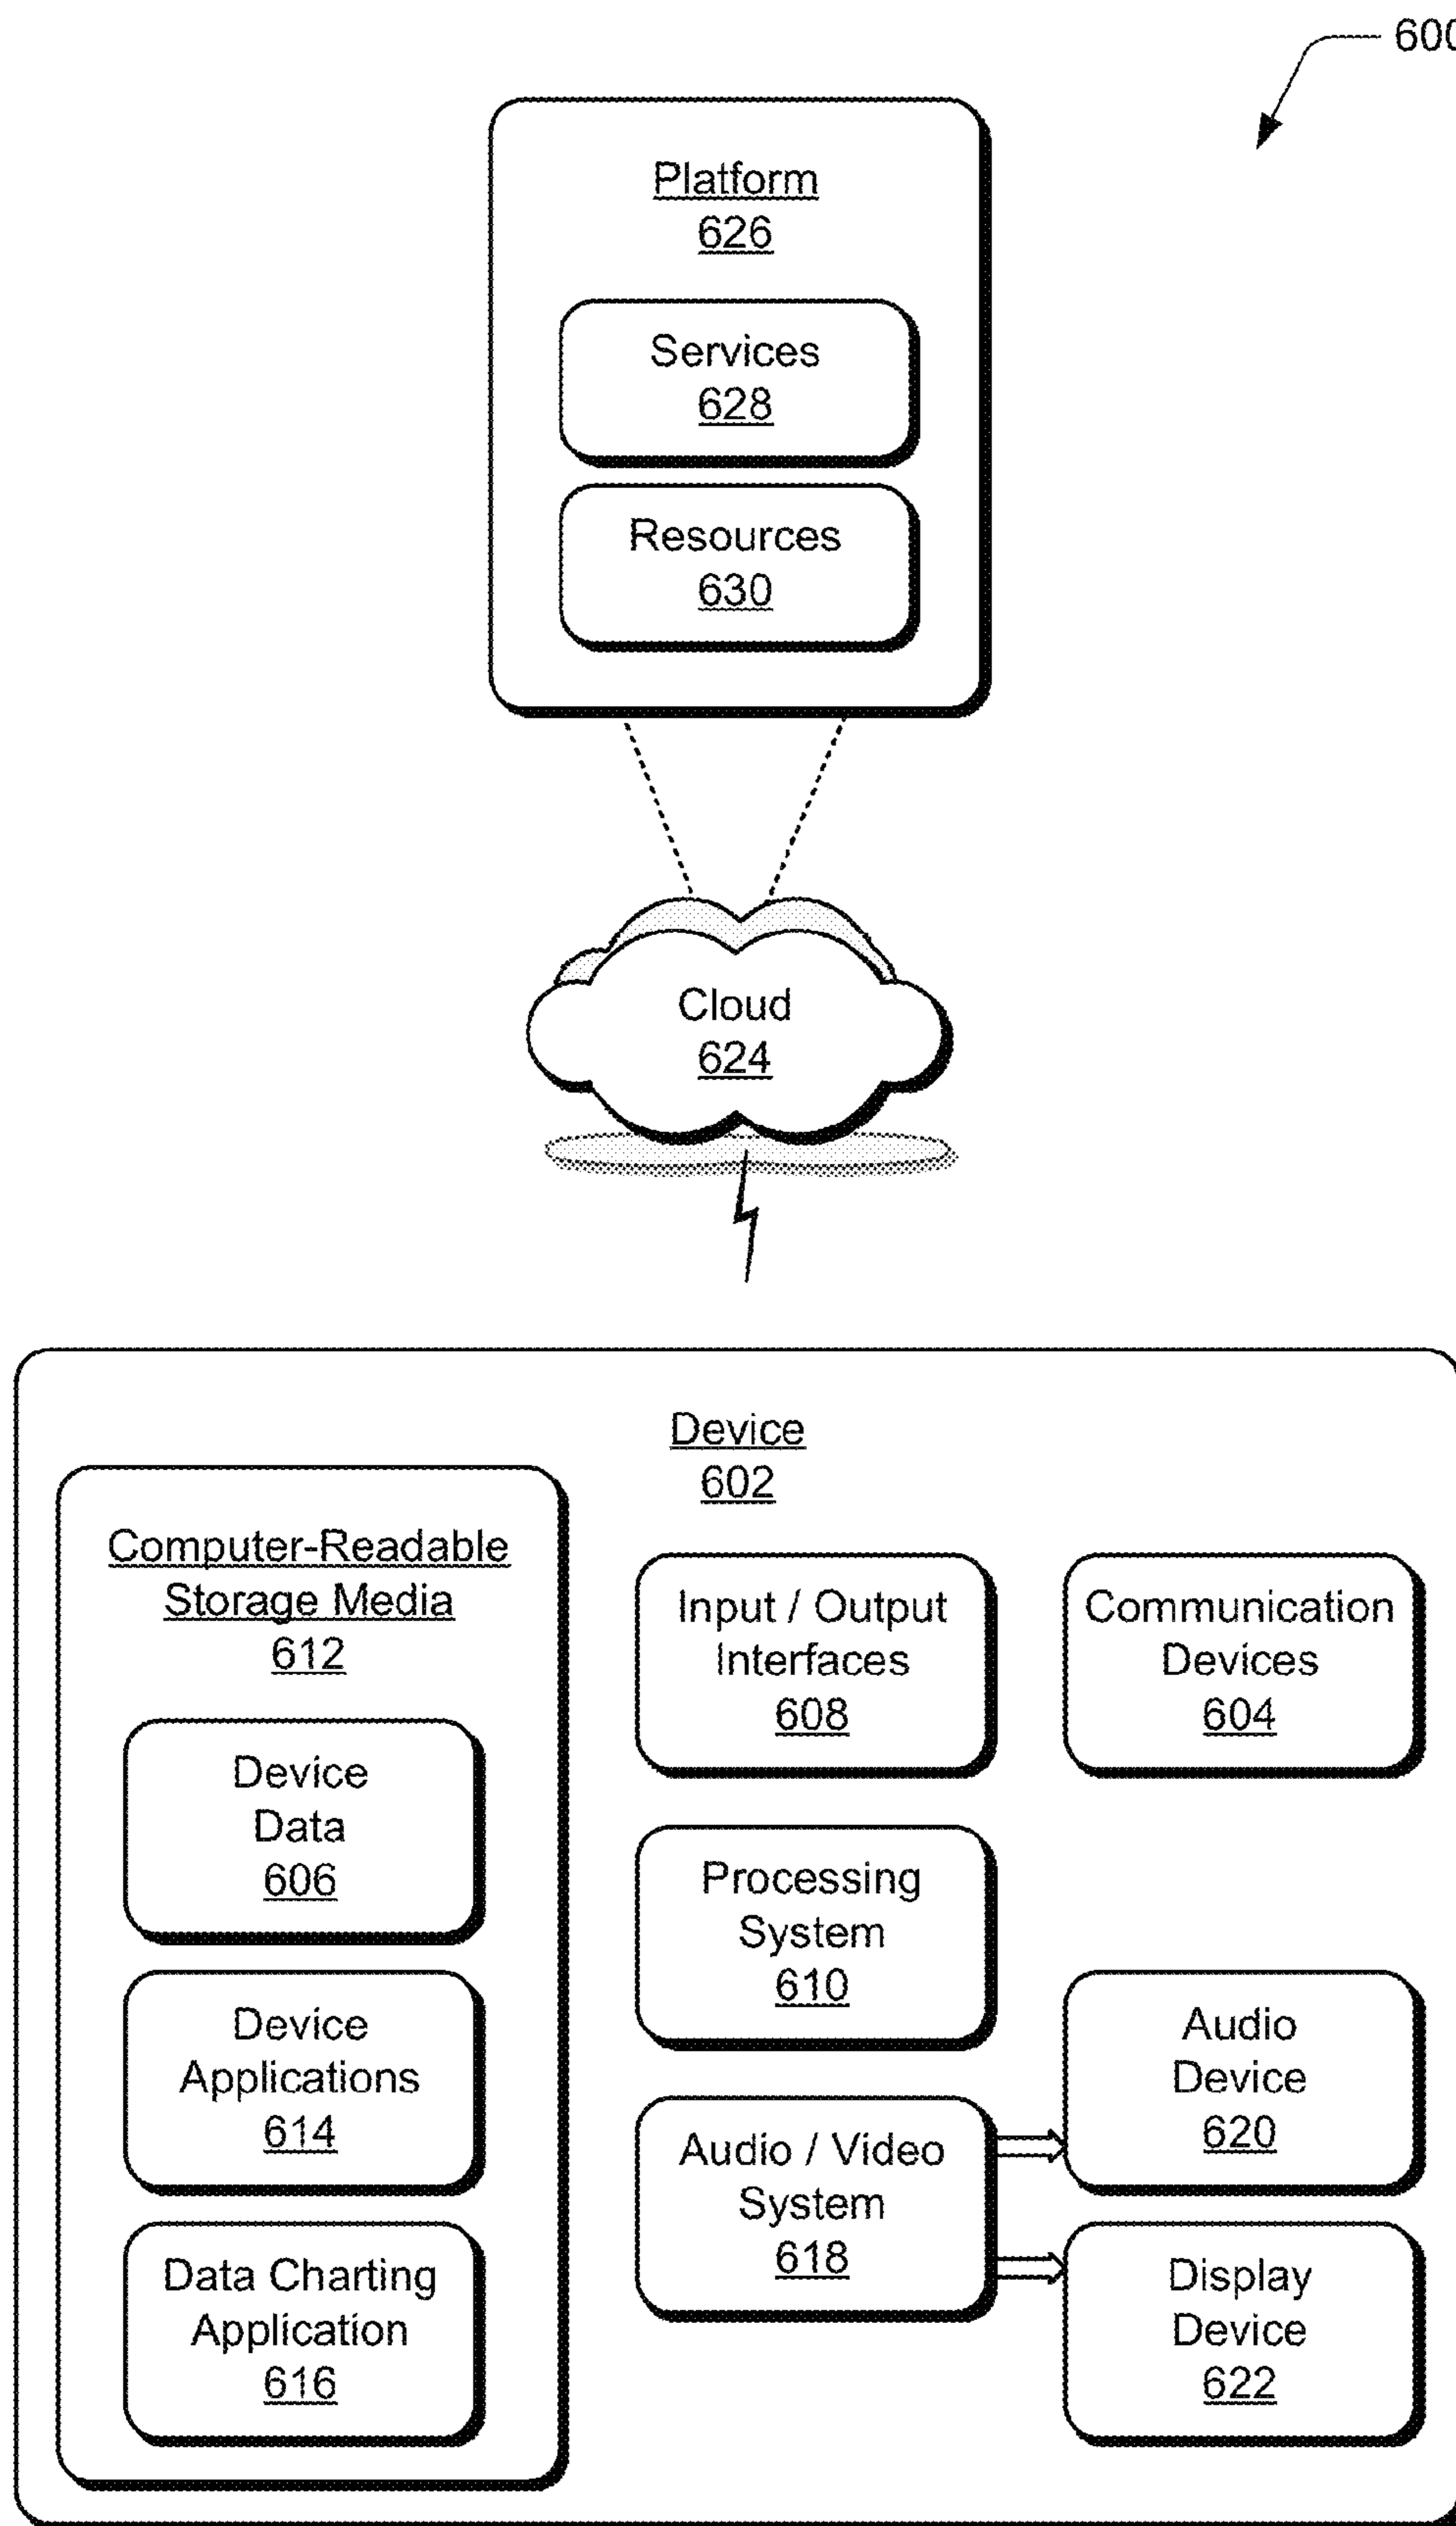 600
Platform
626
Services
628
Resources
630
Cloud
624
Device
602
Computer-Readable
Storage Media
612
Device
Data
606
Device
Applications
614
Data Charting
Application
616
Input / Output
Interfaces
608
Processing
System
610
Audio / Video
System
618
Communication
Devices
604
Audio
Device
620
Display
Device
622